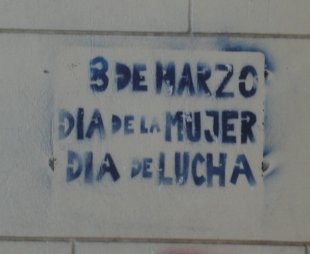 8 DE MARZO
DIA DE LA MUJER
DIA DE LUCHA